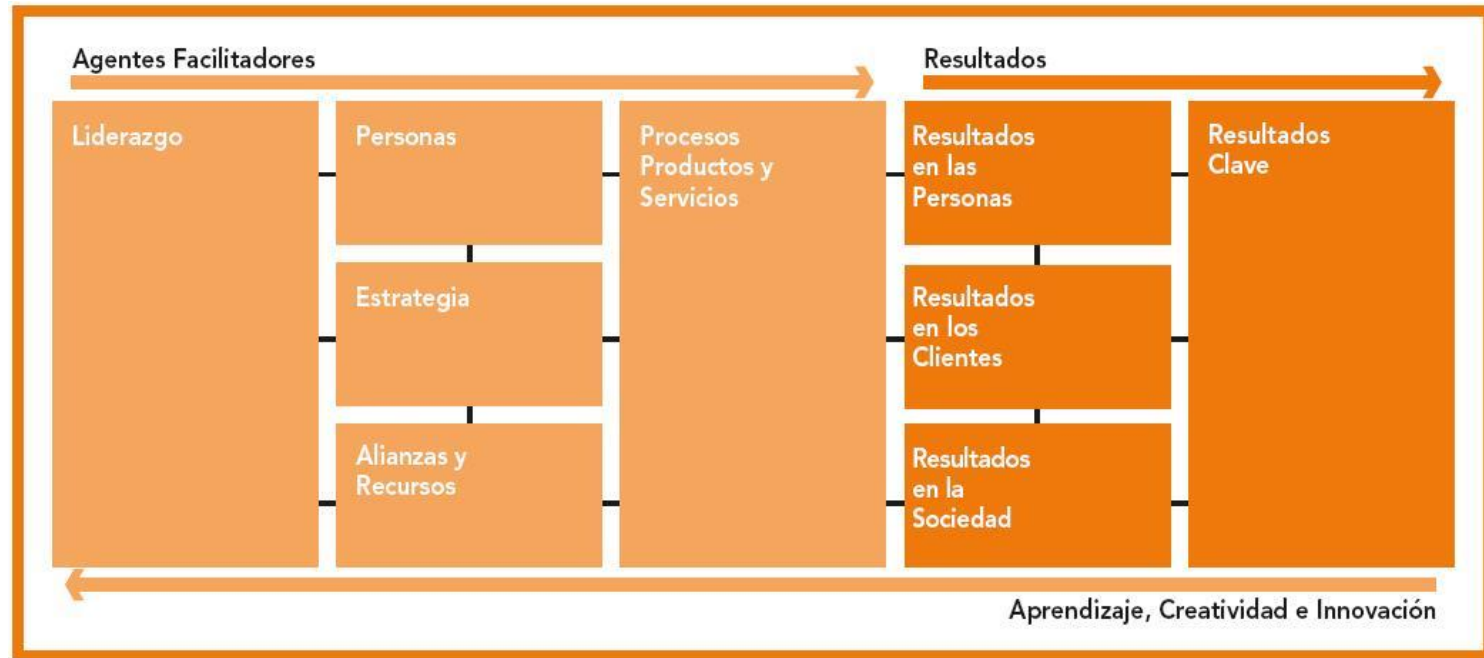 Agentes Facilitadores
Resultados
Liderazgo
Personas
Procesos
Productos y
Servicios
Resultados
en las
Personas
Resultados
Clave
Estrategia
Resultados
en los
Clientes
Alianzas y
Recursos
Resultados
en la
Sociedad
Aprendizaje, Creatividad e Innovación